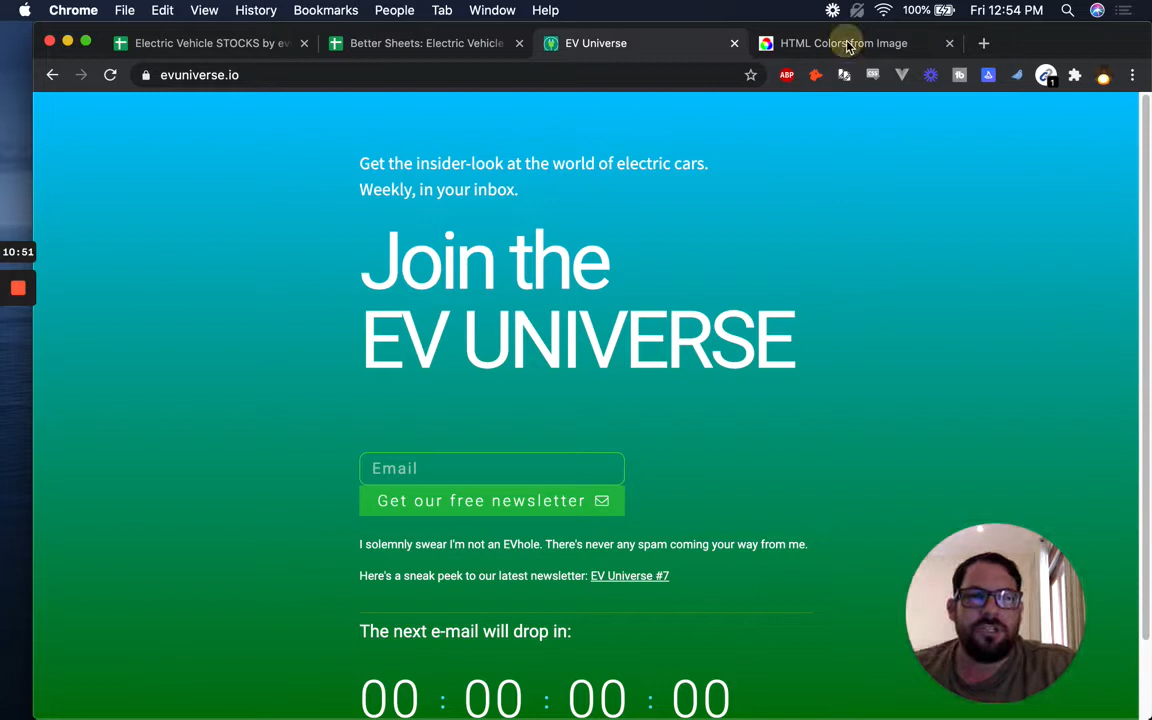 Chrome File Edit View History Bookmarks People Tab Window Help 100% Fri 12:54 PM
Electric Vehicle STOCKS by ev
Better Sheets: Electric Vehicle
EV Universe
HTML Colors from Image
evuniverse.io
ABP
CSS
tb
1
10:51
Get the insider-look at the world of electric cars.
Weekly, in your inbox.
Join the
EV UNIVERSE
Email
Get our free newsletter
I solemnly swear I'm not an EVhole. There's never any spam coming your way from me.
Here's a sneak peek to our latest newsletter: EV Universe #7
The next e-mail will drop in:
00 : 00 : 00 : 00